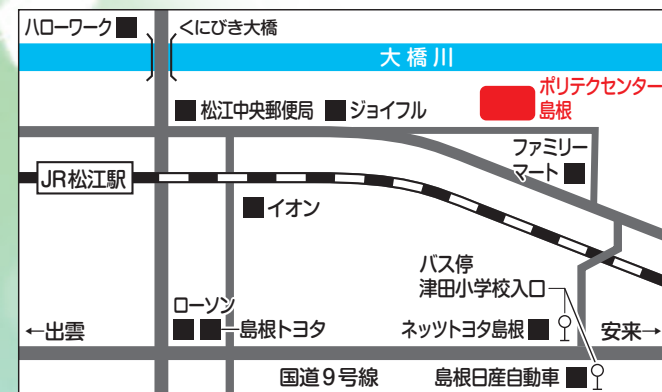 ハローワーク
くにびき大橋
大橋川
ポリテクセンター
島根
松江中央郵便局
ジョイフル
ファミリー
マート
JR松江駅
イオン
バス停
津田小学校入口
ローソン
←出雲
島根トヨタ
ネッツトヨタ島根
安来→
国道9号線
島根日産自動車